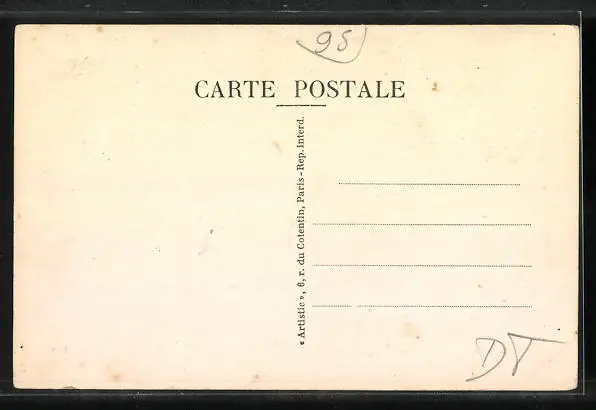 95
CARTE POSTALE
« Artistic », 6, r. du Cotentin, Paris - Rep. interd.
DT